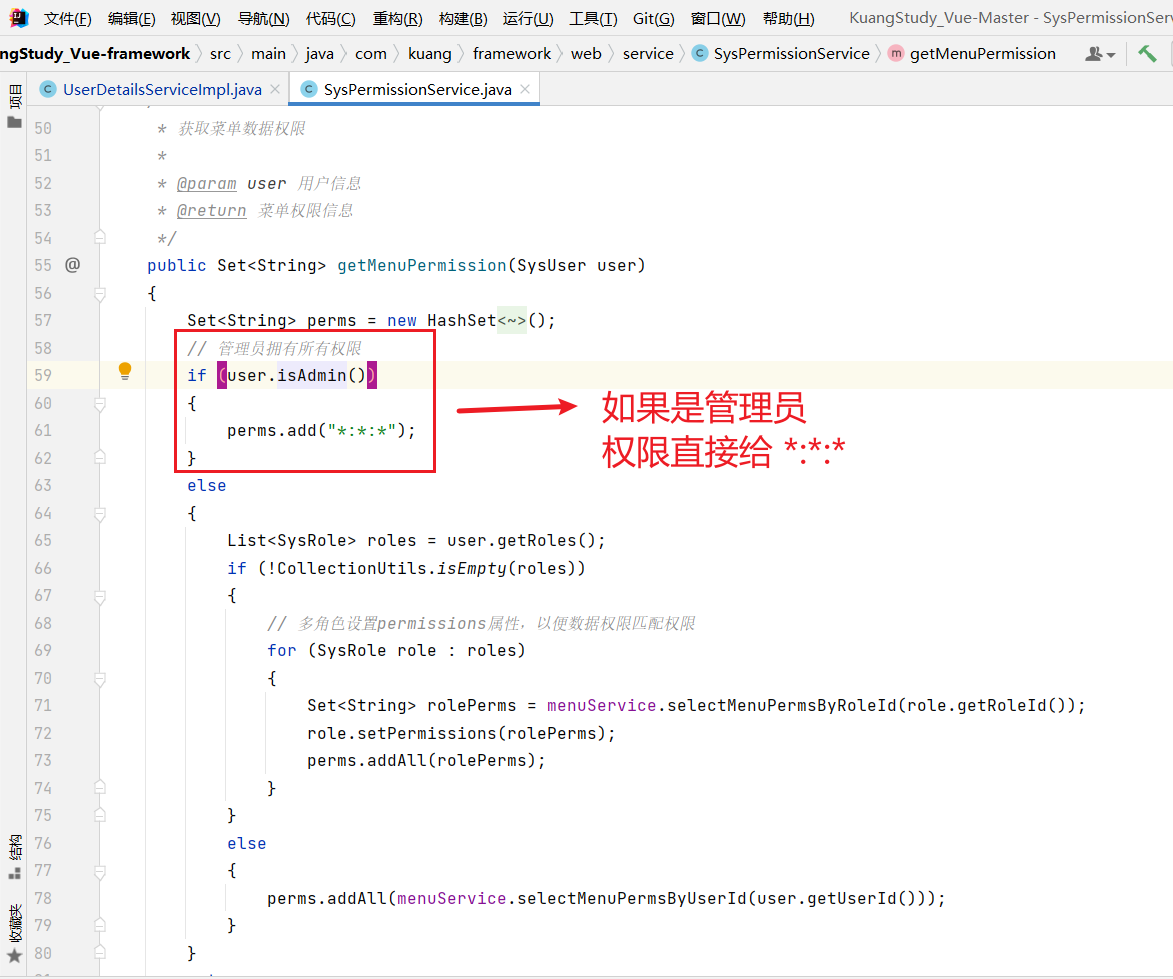 文件(F) 编辑(E) 视图(V) 导航(N) 代码(C) 重构(R) 构建(B) 运行(U) 工具(T) Git(G) 窗口(W) 帮助(H) KuangStudy_Vue-Master - SysPermissionServ
ngStudy_Vue-framework src main java com kuang framework web service SysPermissionService getMenuPermission
项目
UserDetailsServiceImpl.java SysPermissionService.java
50 * 获取菜单数据权限
51 *
52 * @param user 用户信息
53 * @return 菜单权限信息
54 */
55 @ public Set<String> getMenuPermission(SysUser user)
56 {
57 Set<String> perms = new HashSet<~>();
58 // 管理员拥有所有权限
59 if (user.isAdmin())
60 {
61 perms.add("*:*:*");
62 }
如果是管理员
权限直接给 *:*:*
63 else
64 {
65 List<SysRole> roles = user.getRoles();
66 if (!CollectionUtils.isEmpty(roles))
67 {
68 // 多角色设置permissions属性，以便数据权限匹配权限
69 for (SysRole role : roles)
70 {
71 Set<String> rolePerms = menuService.selectMenuPermsByRoleId(role.getRoleId());
72 role.setPermissions(rolePerms);
73 perms.addAll(rolePerms);
74 }
75 }
76 else
77 {
78 perms.addAll(menuService.selectMenuPermsByUserId(user.getUserId()));
79 }
80 }
结构
收藏夹